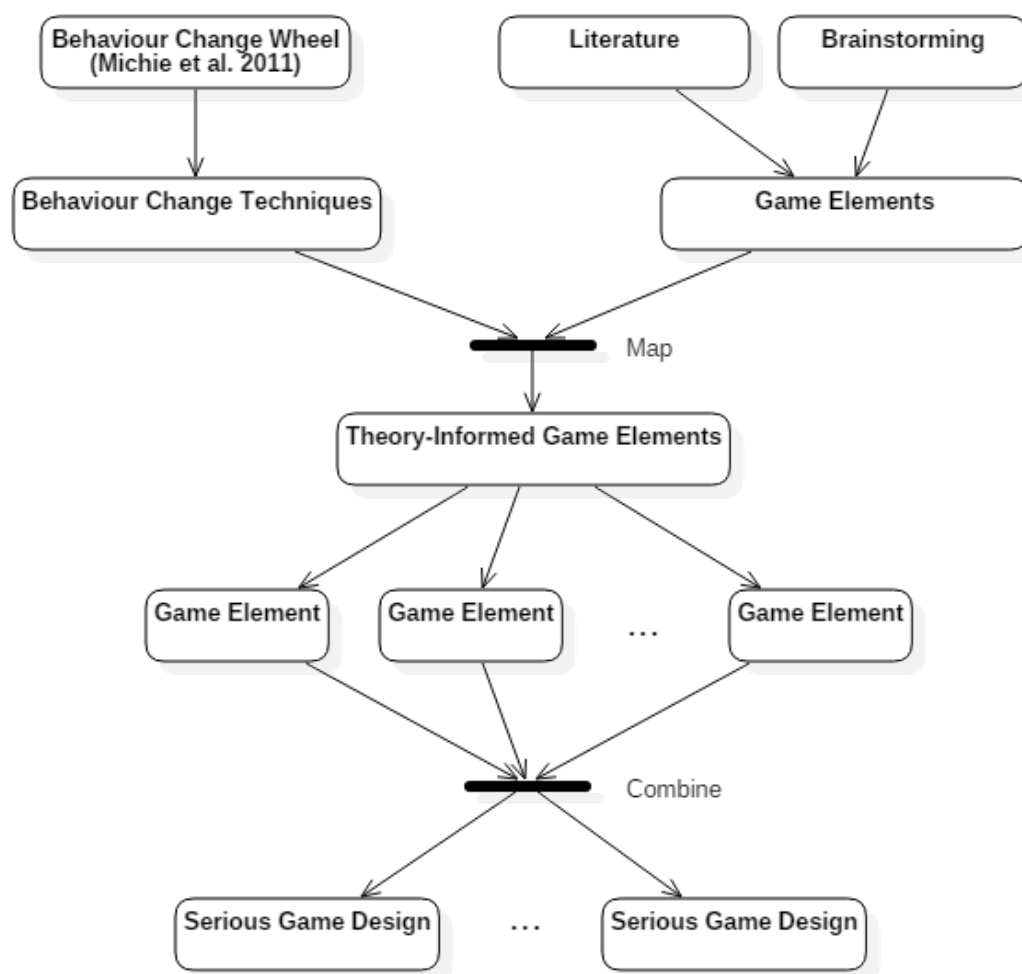 Behaviour Change Wheel
(Michie et al. 2011)
Literature
Brainstorming
Behaviour Change Techniques
Game Elements
Map
Theory-Informed Game Elements
Game Element
Game Element
...
Game Element
Combine
Serious Game Design
...
Serious Game Design